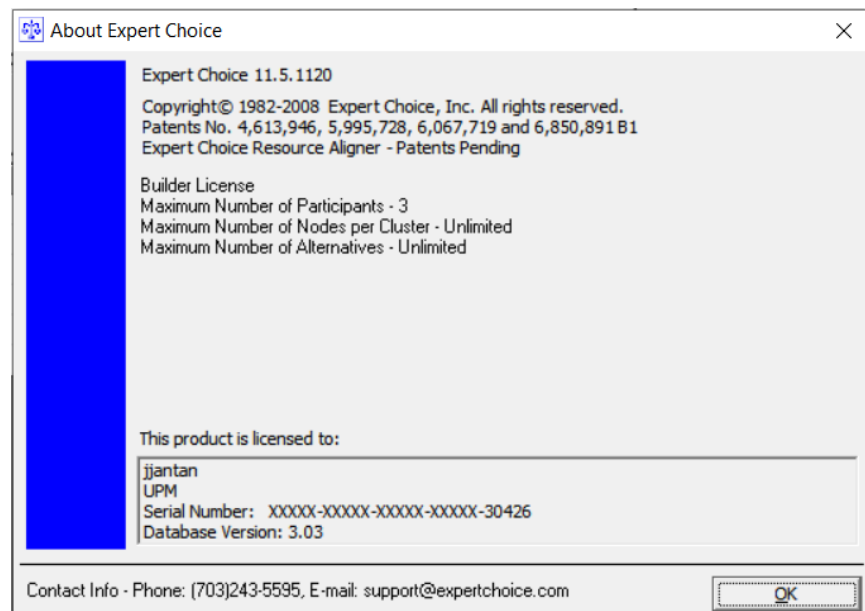 About Expert Choice
Expert Choice 11.5.1120
Copyright© 1982-2008 Expert Choice, Inc. All rights reserved.
Patents No. 4,613,946, 5,995,728, 6,067,719 and 6,850,891 B1
Expert Choice Resource Aligner - Patents Pending
Builder License
Maximum Number of Participants - 3
Maximum Number of Nodes per Cluster - Unlimited
Maximum Number of Alternatives - Unlimited
This product is licensed to:
jjantan
UPM
Serial Number: XXXXX-XXXXX-XXXXX-XXXXX-30426
Database Version: 3.03
Contact Info - Phone: (703)243-5595, E-mail: support@expertchoice.com
OK